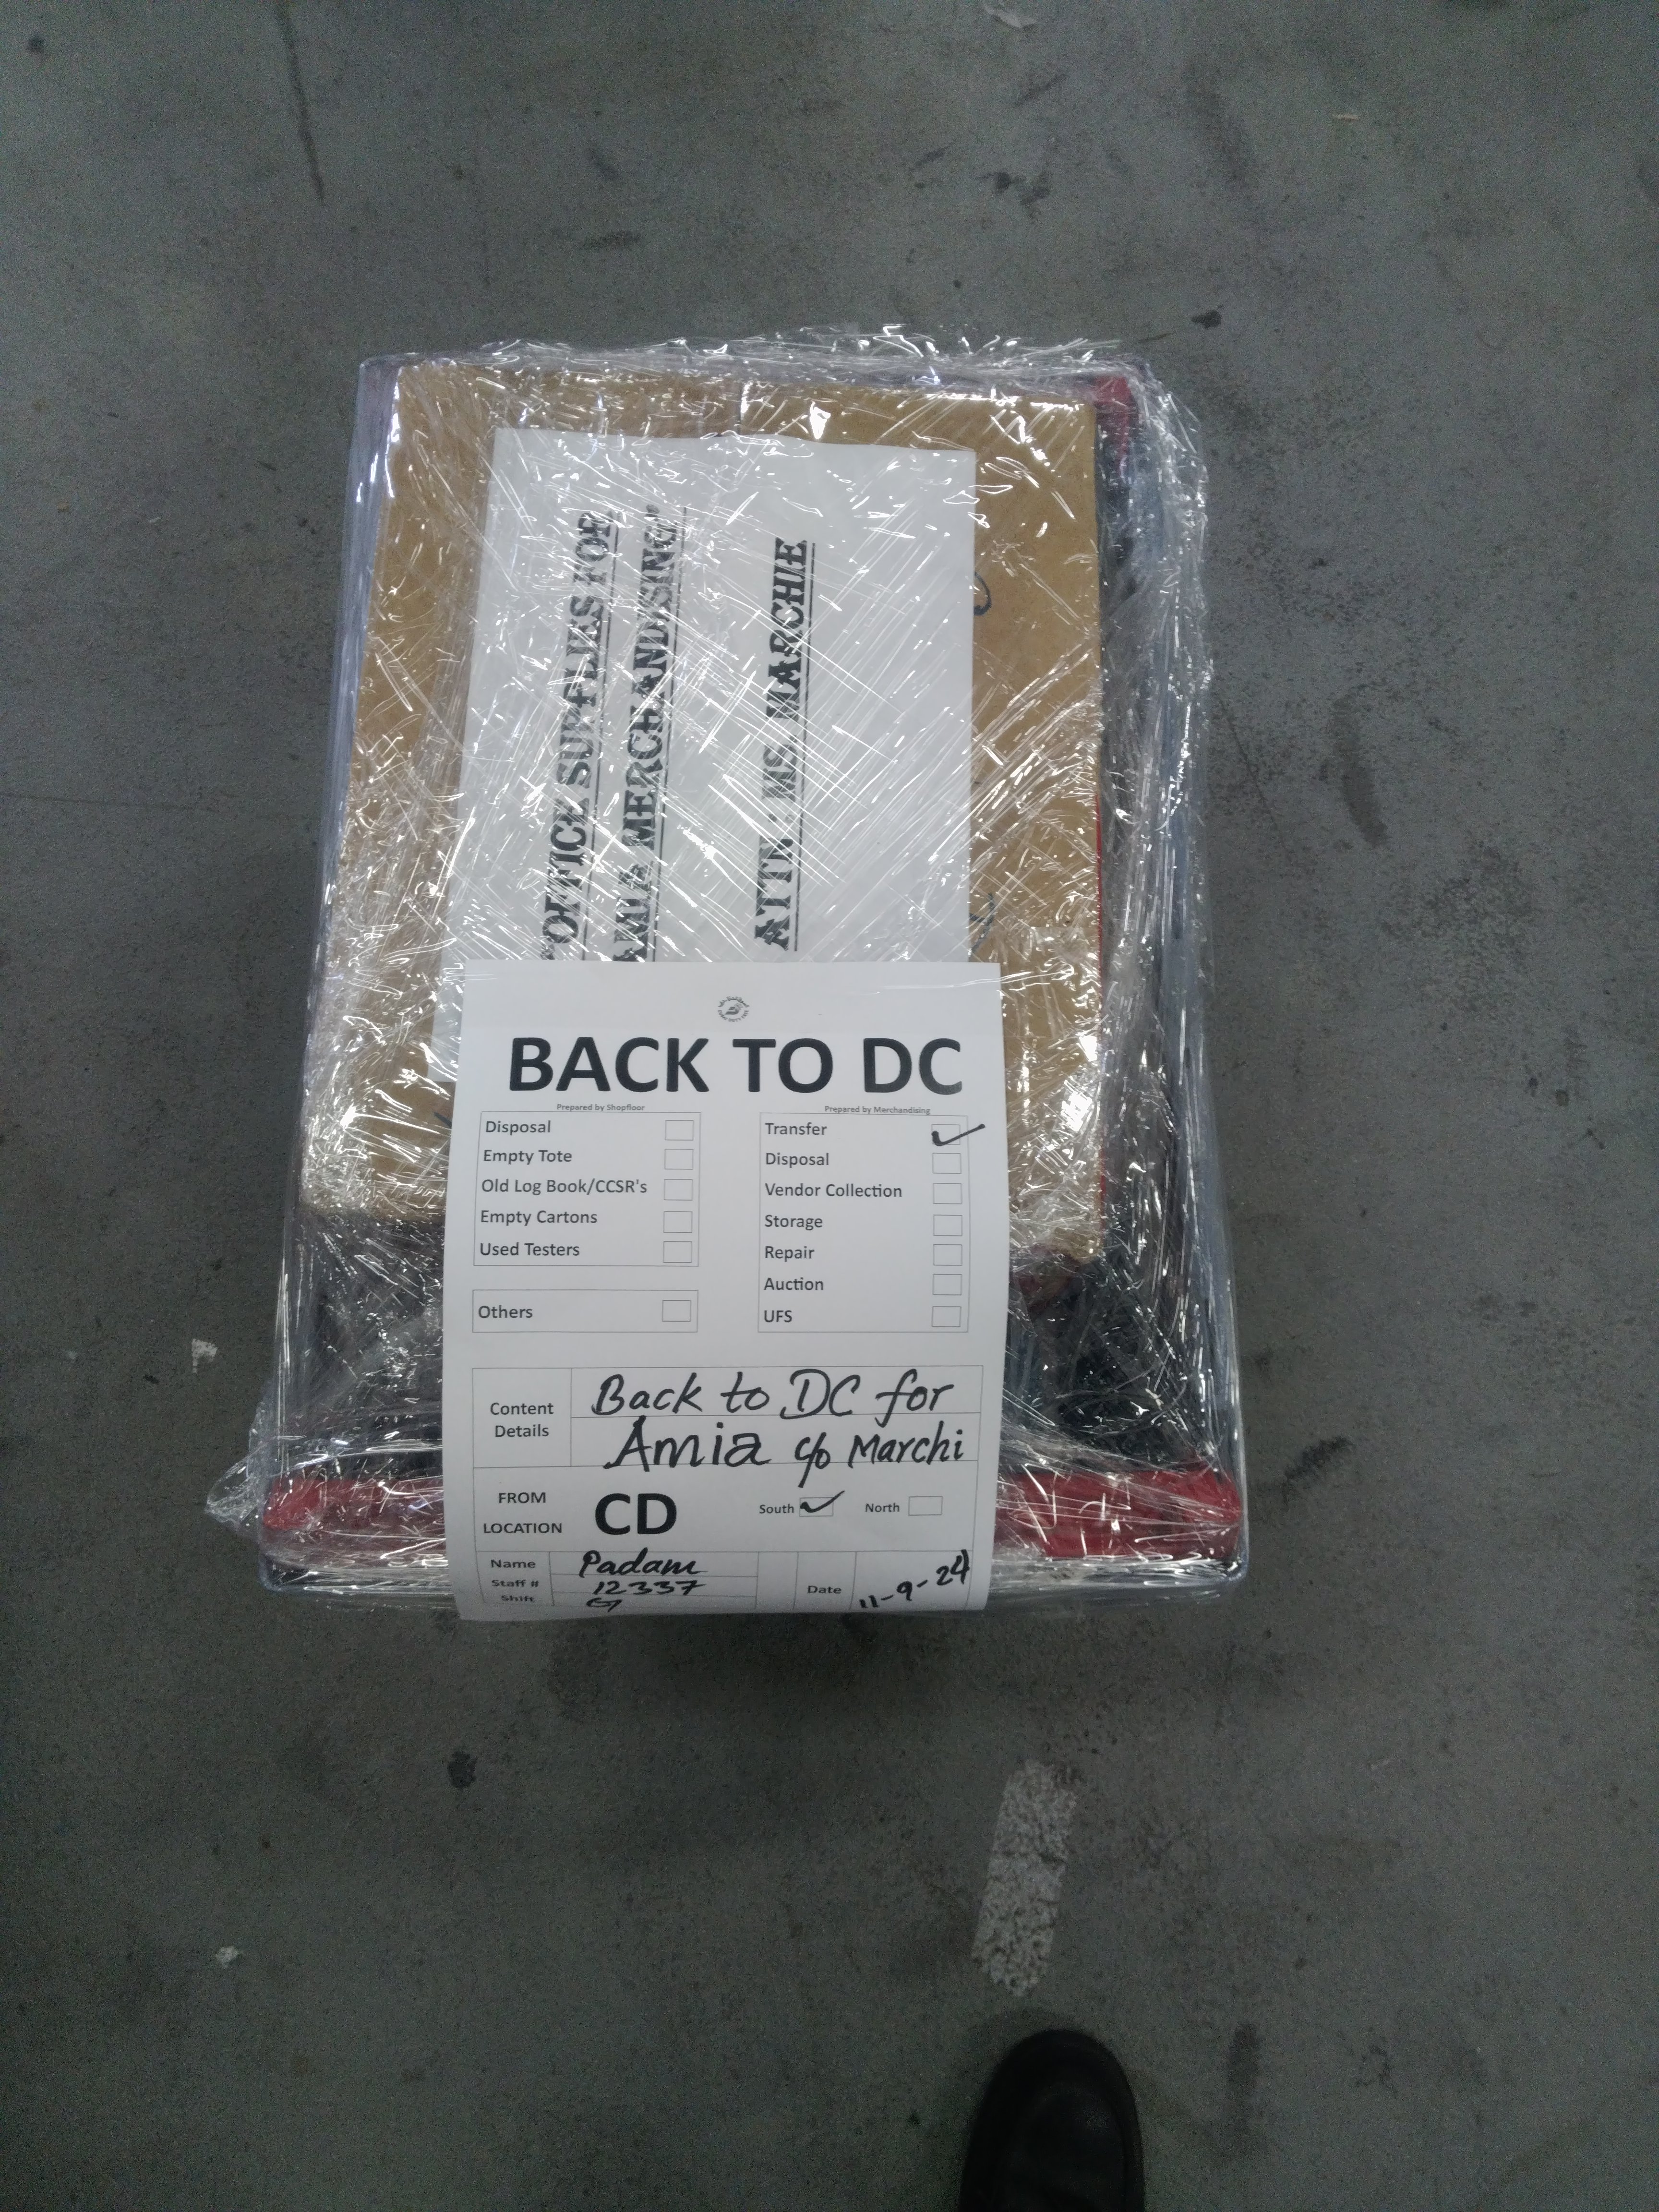 "OFFICE SUPPLIES FOR
AMIA MERCHANDISING"
ATTN : MS. MARCHIE
BACK TO DC
Prepared by Shopfloor
Disposal
Empty Tote
Old Log Book/CCSR's
Empty Cartons
Used Testers
Others
Prepared by Merchandising
Transfer
Disposal
Vendor Collection
Storage
Repair
Auction
UFS
Content Details
Back to DC for
Amia c/o Marchi
FROM LOCATION CD South North
Name Padam
Staff # 12337
Shift G
Date 11-9-24